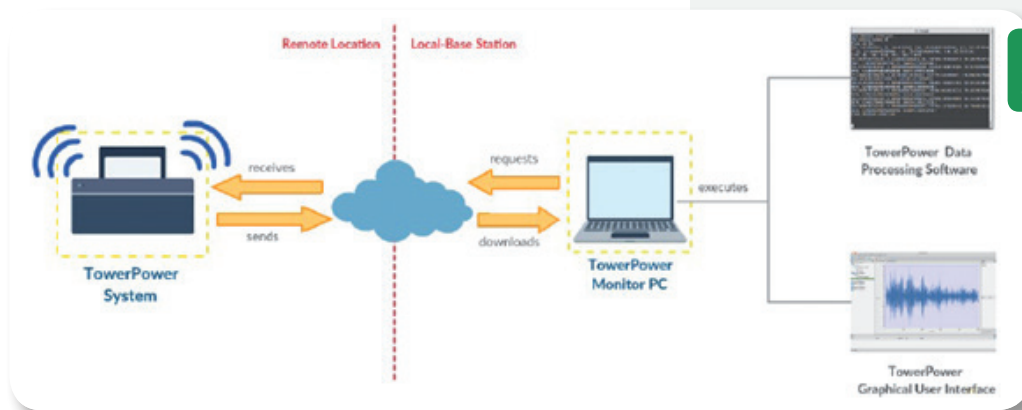 Remote Location
Local-Base Station
receives
sends
requests
downloads
executes
TowerPower
System
TowerPower
Monitor PC
TowerPower Data
Processing Software
TowerPower
Graphical User Interface